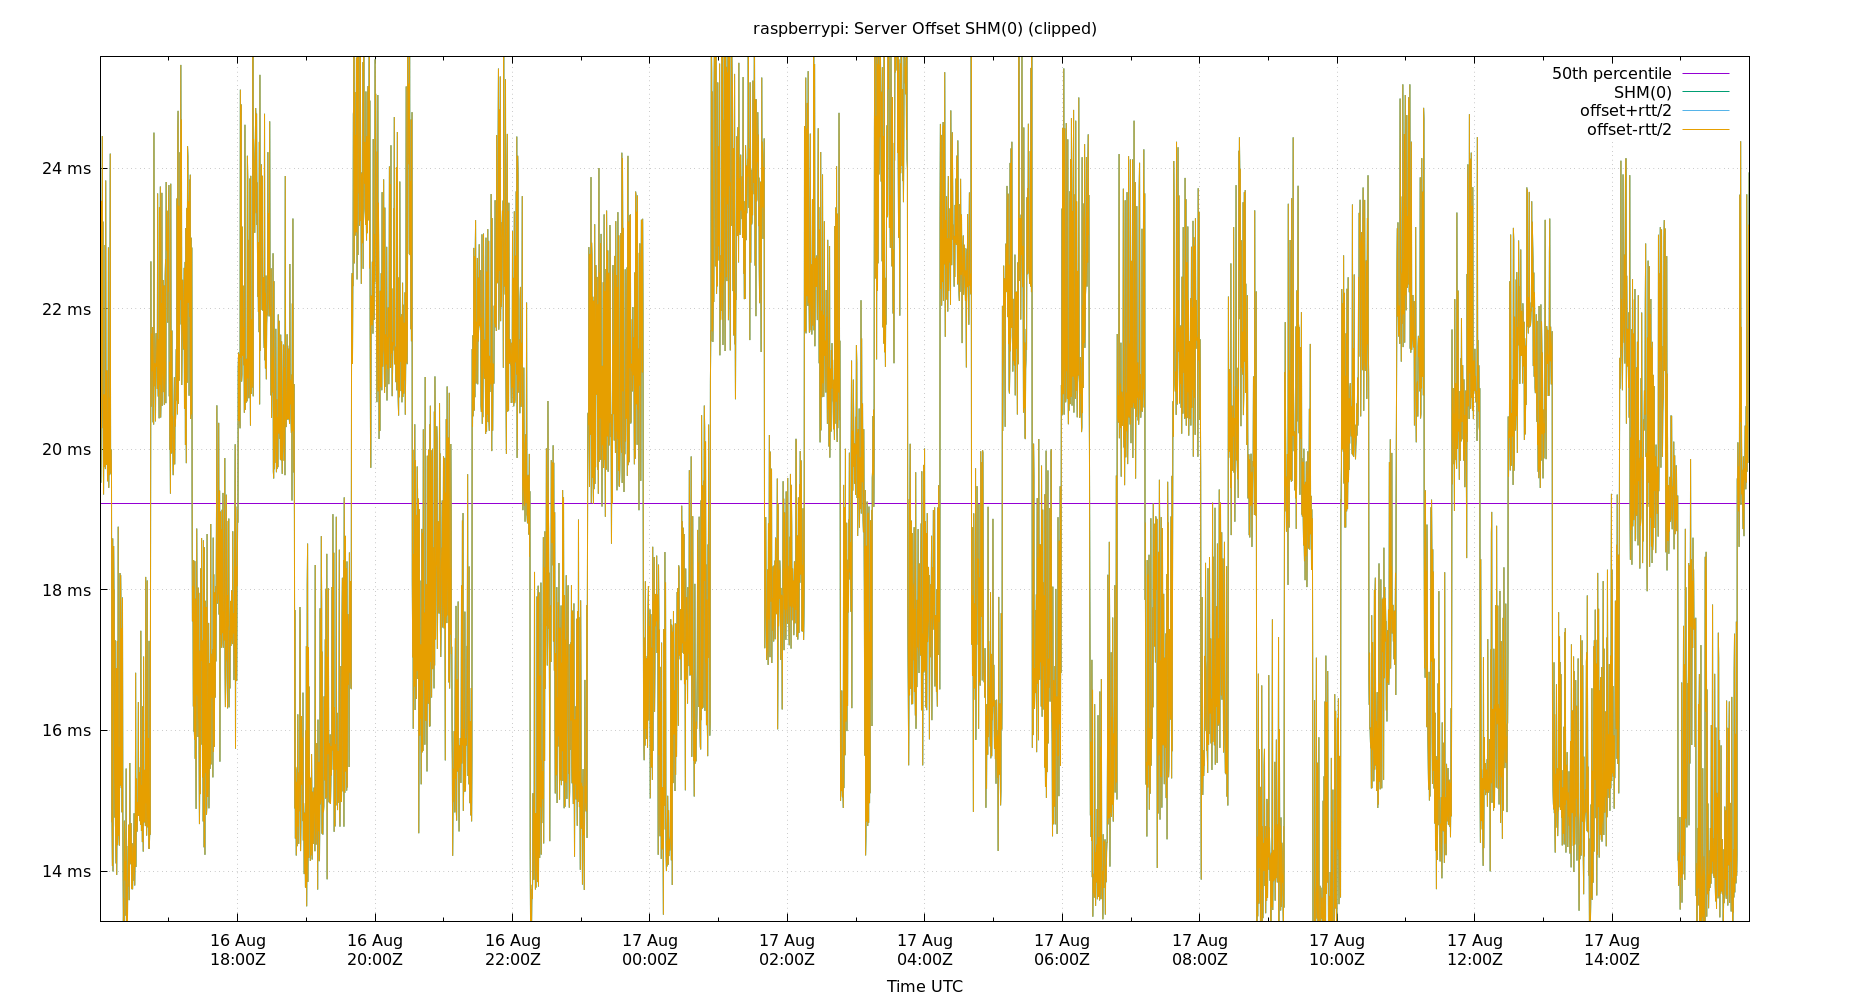 raspberrypi: Server Offset SHM(0) (clipped)
50th percentile
SHM(0)
offset+rtt/2
offset-rtt/2
24 ms
22 ms
20 ms
18 ms
16 ms
14 ms
16 Aug 16 Aug 16 Aug 17 Aug 17 Aug 17 Aug 17 Aug 17 Aug 17 Aug 17 Aug 17 Aug
18:00Z 20:00Z 22:00Z 00:00Z 02:00Z 04:00Z 06:00Z 08:00Z 10:00Z 12:00Z 14:00Z
Time UTC